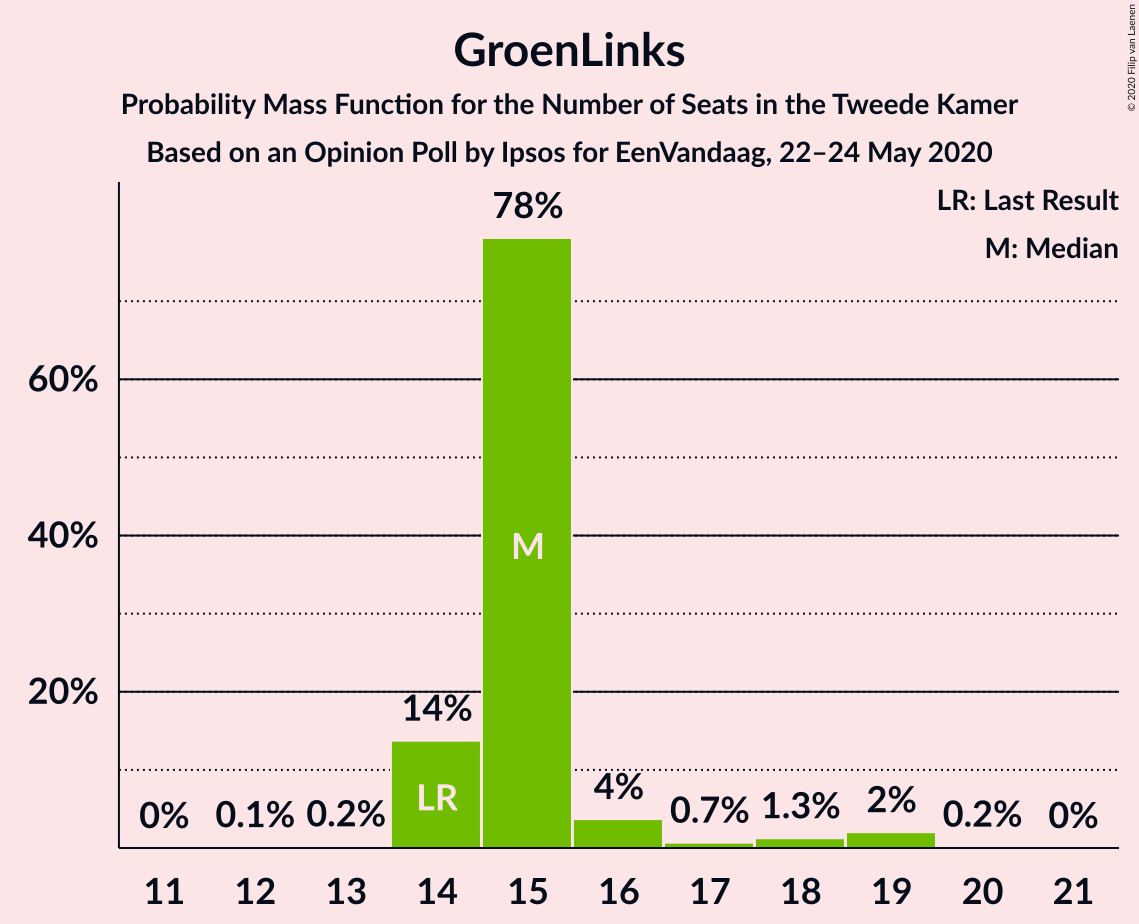 GroenLinks
Probability Mass Function for the Number of Seats in the Tweede Kamer
Based on an Opinion Poll by Ipsos for EenVandaag, 22–24 May 2020
© 2020 Filip van Laenen
LR: Last Result
M: Median
78%
60%
40%
20%
M
14%
LR
0%
0.1%
0.2%
4%
0.7%
1.3%
2%
0.2%
0%
11 12 13 14 15 16 17 18 19 20 21